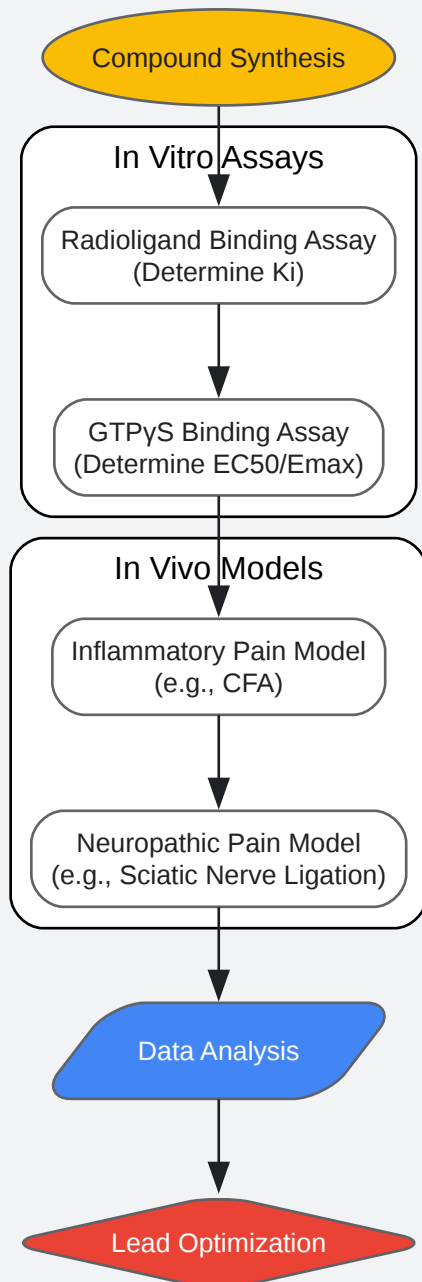 Compound Synthesis
In Vitro Assays
Radioligand Binding Assay
(Determine Ki)
GTPγS Binding Assay
(Determine EC50/Emax)
In Vivo Models
Inflammatory Pain Model
(e.g., CFA)
Neuropathic Pain Model
(e.g., Sciatic Nerve Ligation)
Data Analysis
Lead Optimization